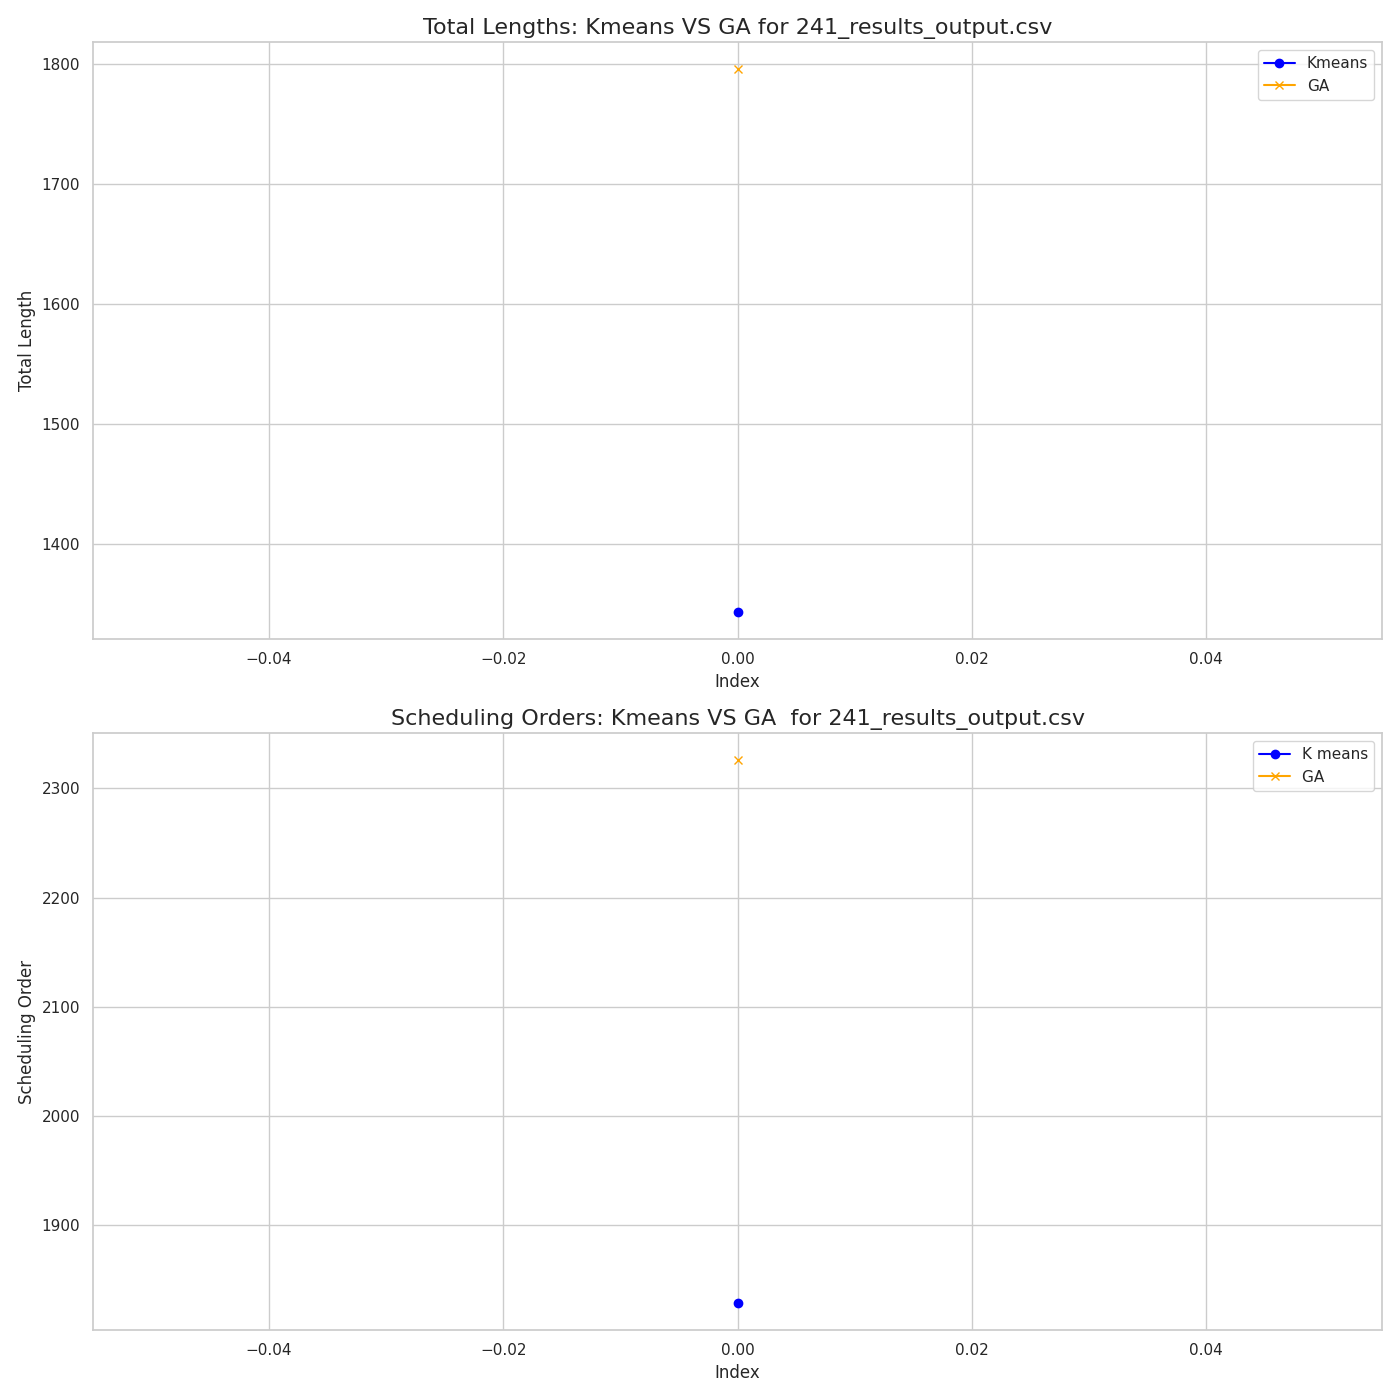 Total Lengths: Kmeans VS GA for 241_results_output.csv
Kmeans
GA
1800
1700
1600
1500
1400
Total Length
−0.04
−0.02
0.00
0.02
0.04
Index
Scheduling Orders: Kmeans VS GA  for 241_results_output.csv
K means
GA
2300
2200
2100
2000
1900
Scheduling Order
−0.04
−0.02
0.00
0.02
0.04
Index